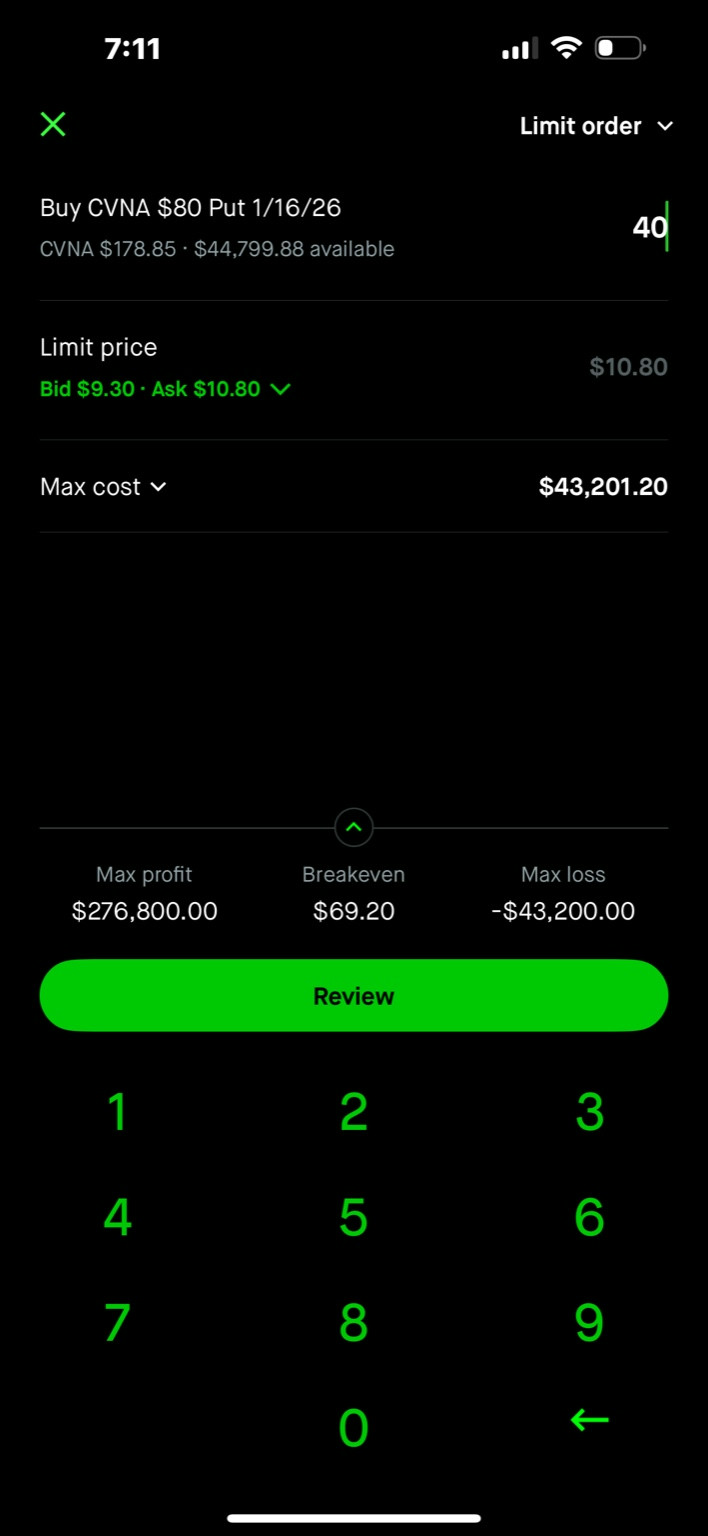 7:11
Limit order
Buy CVNA $80 Put 1/16/26
40
CVNA $178.85 · $44,799.88 available
Limit price
$10.80
Bid $9.30 · Ask $10.80
Max cost
$43,201.20
Max profit Breakeven Max loss
$276,800.00 $69.20 -$43,200.00
Review
1 2 3
4 5 6
7 8 9
0